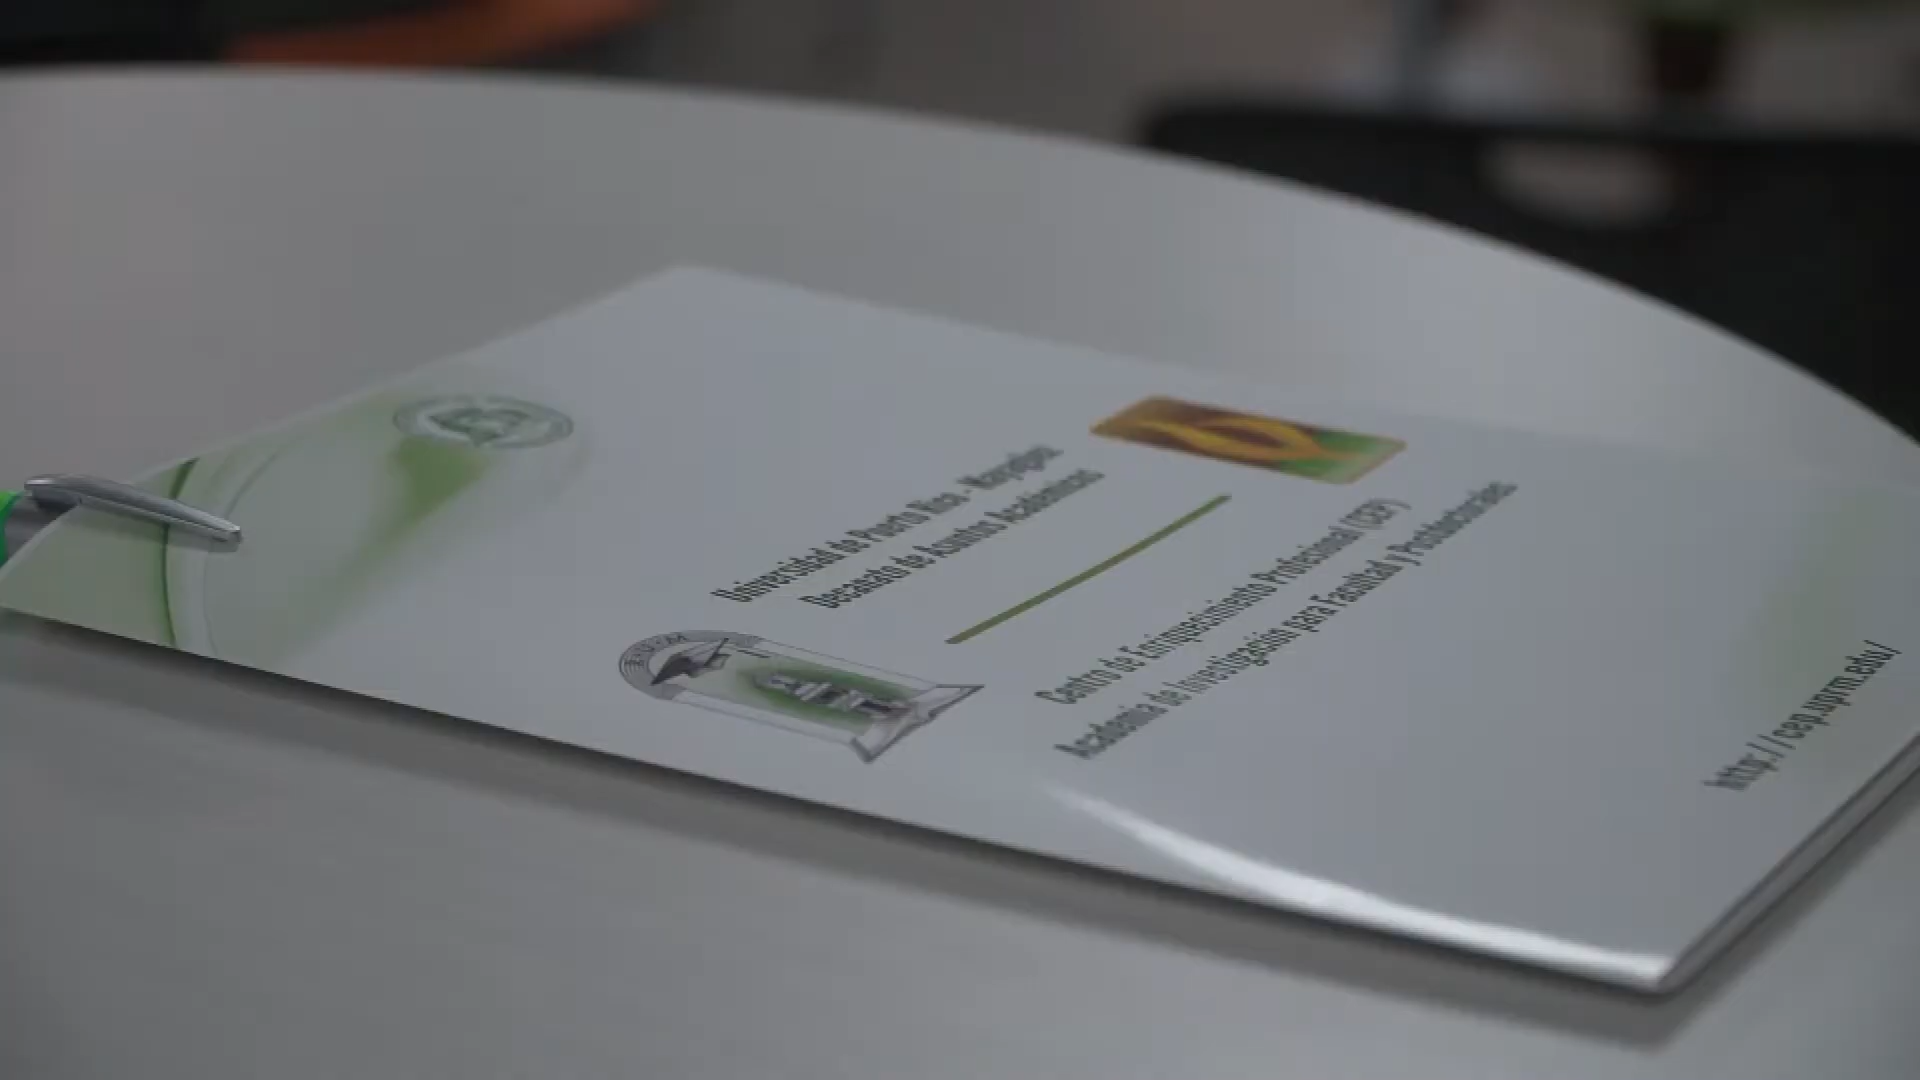 Universidad de Puerto Rico - Mayagüez
Decanato de Asuntos Académicos
Centro de Enriquecimiento Profesional (CEP)
Academia de Investigación para Facultad y Postdoctorales
http://cep.uprm.edu/